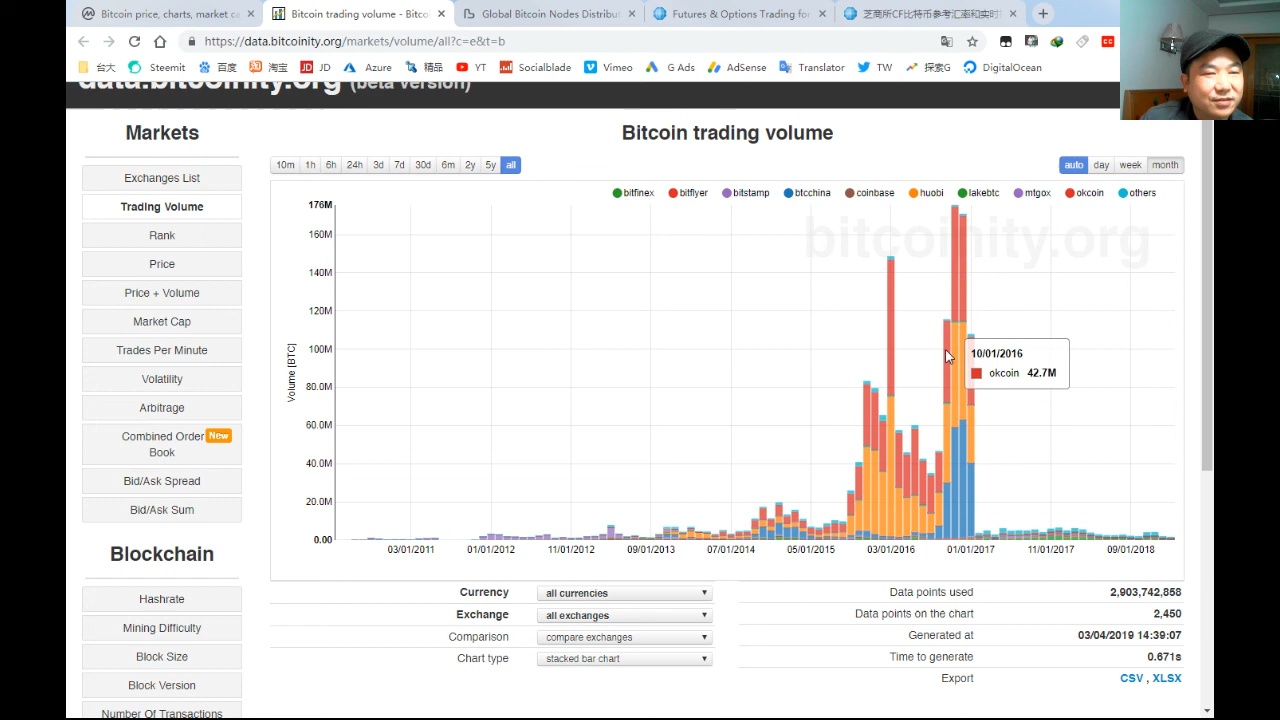 Bitcoin price, charts, market ca
Bitcoin trading volume - Bitco
Global Bitcoin Nodes Distribut
Futures & Options Trading for
芝商所CF比特币参考汇率和实时
https://data.bitcoinity.org/markets/volume/all?c=e&t=b
台大
Steemit
百度
淘宝
JD JD
Azure
精品
YT
Socialblade
Vimeo
G Ads
AdSense
Translator
TW
探索G
DigitalOcean
data.bitcoinity.org (beta version)
Markets
Exchanges List
Trading Volume
Rank
Price
Price + Volume
Market Cap
Trades Per Minute
Volatility
Arbitrage
Combined Order New
Book
Bid/Ask Spread
Bid/Ask Sum
Blockchain
Hashrate
Mining Difficulty
Block Size
Block Version
Number Of Transactions
Bitcoin trading volume
10m 1h 6h 24h 3d 7d 30d 6m 2y 5y all
auto day week month
bitfinex bitflyer bitstamp btcchina coinbase huobi lakebtc mtgox okcoin others
bitcoinity.org
176M
160M
140M
120M
100M
80.0M
60.0M
40.0M
20.0M
0.00
Volume [BTC]
10/01/2016
okcoin 42.7M
03/01/2011 01/01/2012 11/01/2012 09/01/2013 07/01/2014 05/01/2015 03/01/2016 01/01/2017 11/01/2017 09/01/2018
Currency all currencies
Exchange all exchanges
Comparison compare exchanges
Chart type stacked bar chart
Data points used 2,903,742,858
Data points on the chart 2,450
Generated at 03/04/2019 14:39:07
Time to generate 0.671s
Export CSV , XLSX